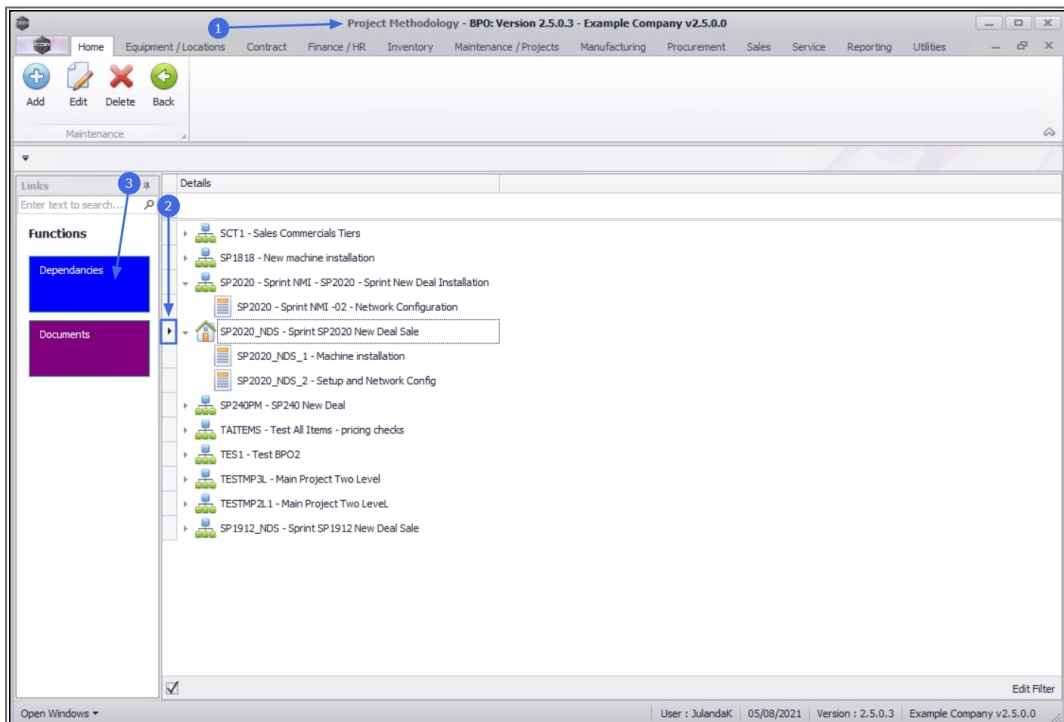 1
Project Methodology - BPO: Version 2.5.0.3 - Example Company v2.5.0.0
Home Equipment / Locations Contract Finance / HR Inventory Maintenance / Projects Manufacturing Procurement Sales Service Reporting Utilities
Add Edit Delete Back
Maintenance
Links 3 Details
Enter text to search... 2
Functions
SCT1 - Sales Commercials Tiers
SP1818 - New machine installation
Dependancies
SP2020 - Sprint NMI - SP2020 - Sprint New Deal Installation
SP2020 - Sprint NMI -02 - Network Configuration
Documents
SP2020_NDS - Sprint SP2020 New Deal Sale
SP2020_NDS_1 - Machine installation
SP2020_NDS_2 - Setup and Network Config
SP240PM - SP240 New Deal
TAITEMS - Test All Items - pricing checks
TES1 - Test BPO2
TESTMP3L - Main Project Two Level
TESTMP2L1 - Main Project Two LeveL
SP1912_NDS - Sprint SP1912 New Deal Sale
Edit Filter
Open Windows User : JulandaK 05/08/2021 Version : 2.5.0.3 Example Company v2.5.0.0